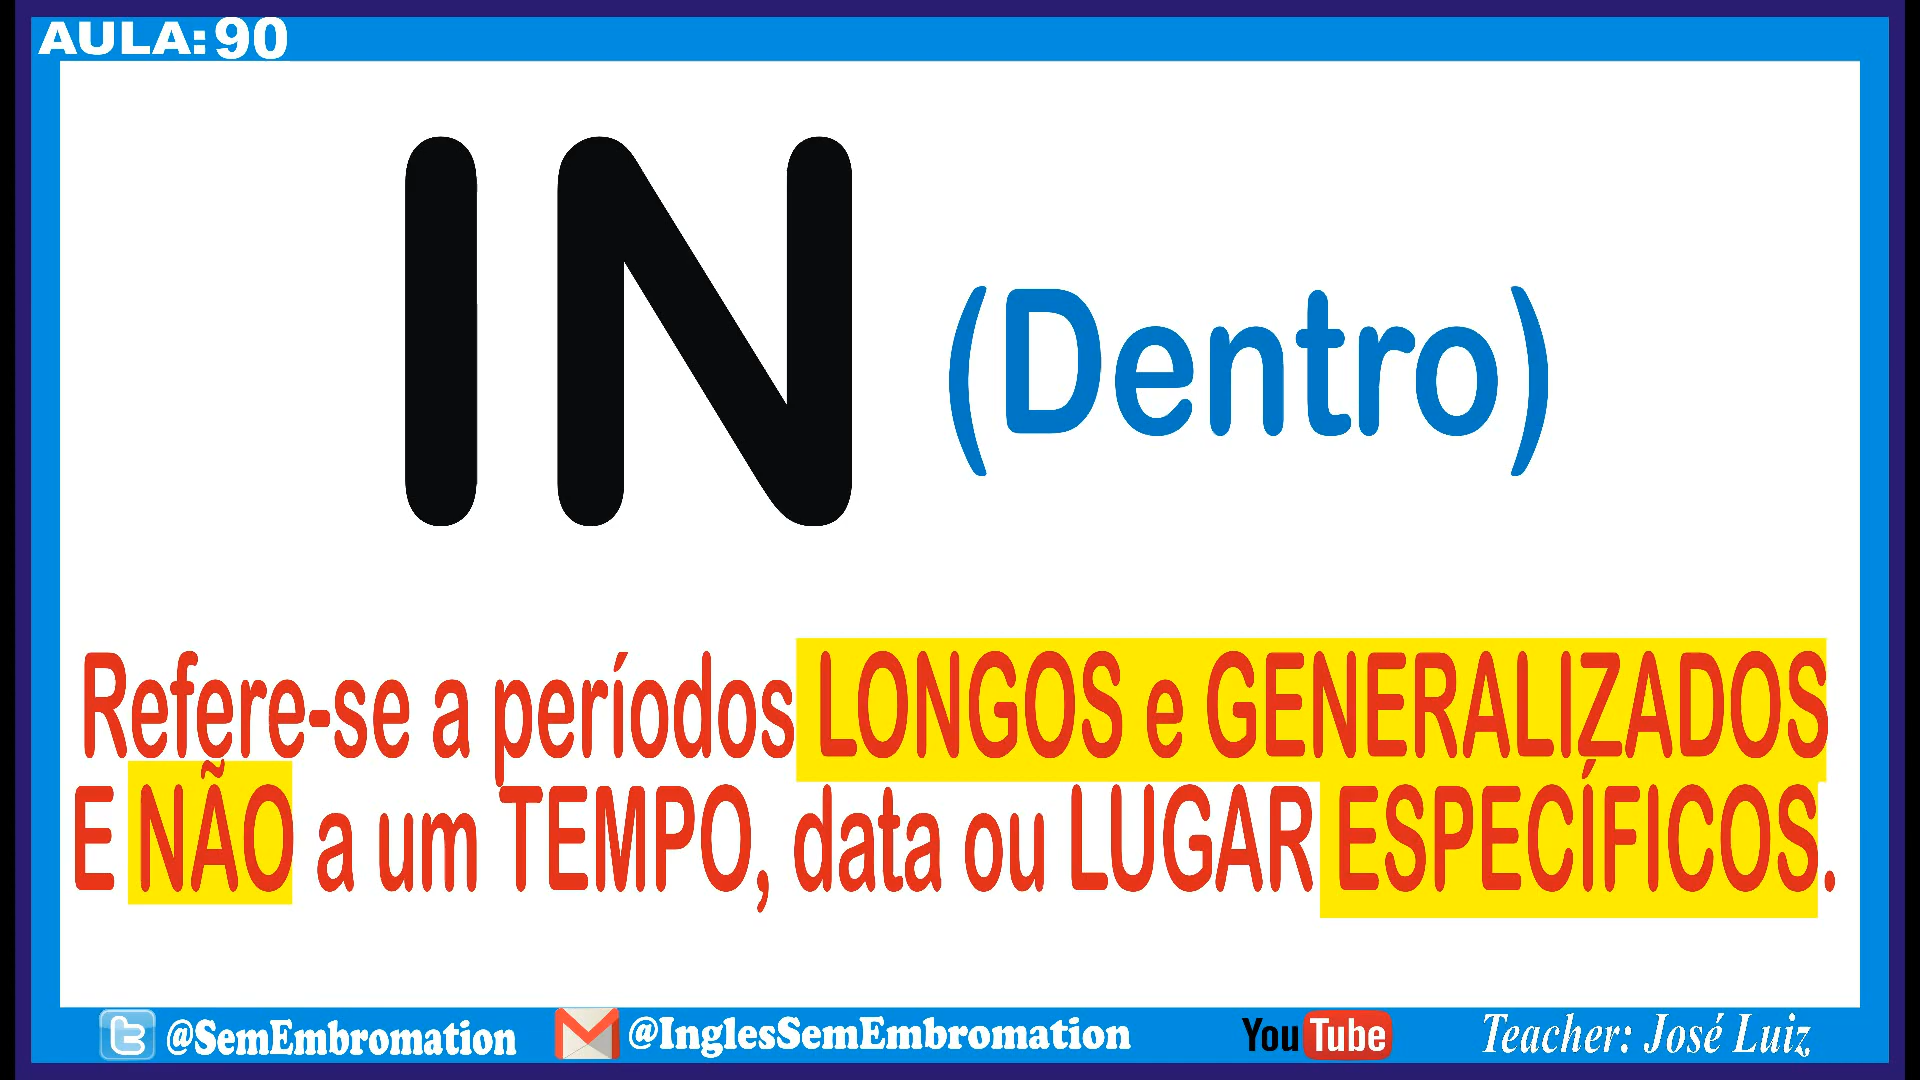 AULA: 90
IN (Dentro)
Refere-se a períodos LONGOS e GENERALIZADOS
E NÃO a um TEMPO, data ou LUGAR ESPECÍFICOS.
@SemEmbromation @InglesSemEmbromation YouTube Teacher: José Luiz